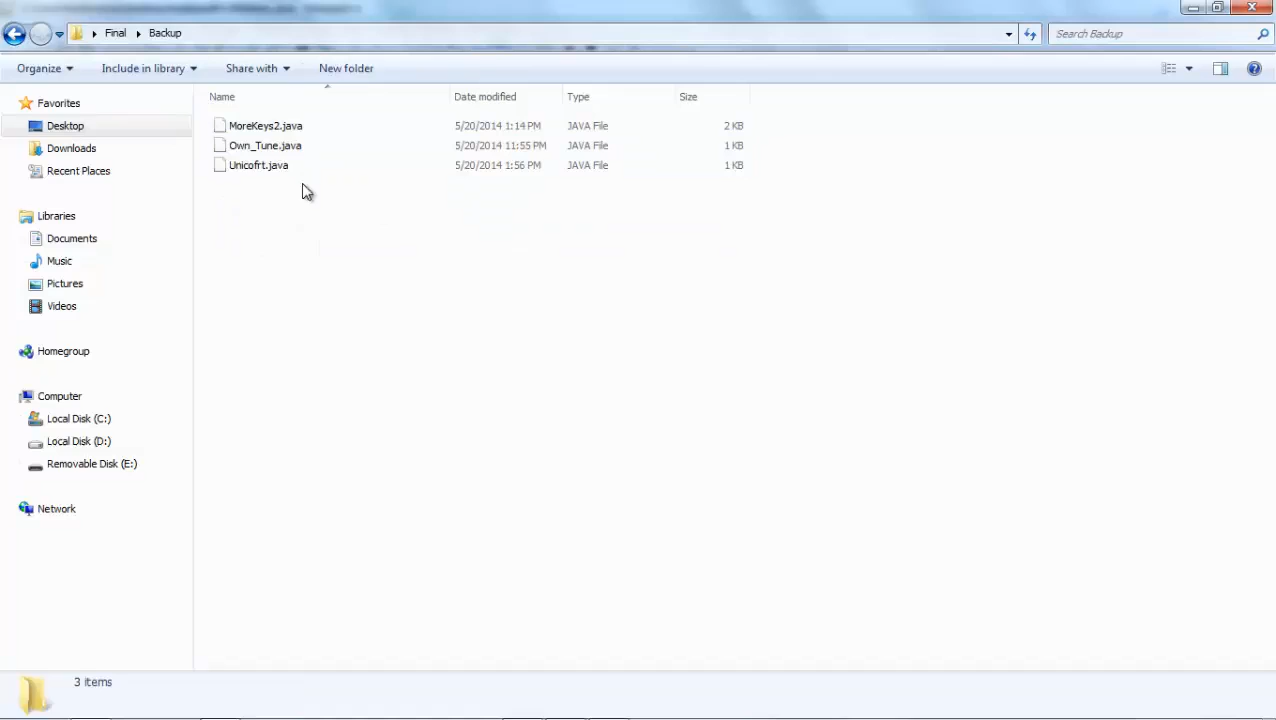 Final Backup
Search Backup
Organize Include in library Share with New folder
Name Date modified Type Size
MoreKeys2.java 5/20/2014 1:14 PM JAVA File 2 KB
Own_Tune.java 5/20/2014 11:55 PM JAVA File 1 KB
Unicofrt.java 5/20/2014 1:56 PM JAVA File 1 KB
Favorites
Desktop
Downloads
Recent Places
Libraries
Documents
Music
Pictures
Videos
Homegroup
Computer
Local Disk (C:)
Local Disk (D:)
Removable Disk (E:)
Network
3 items